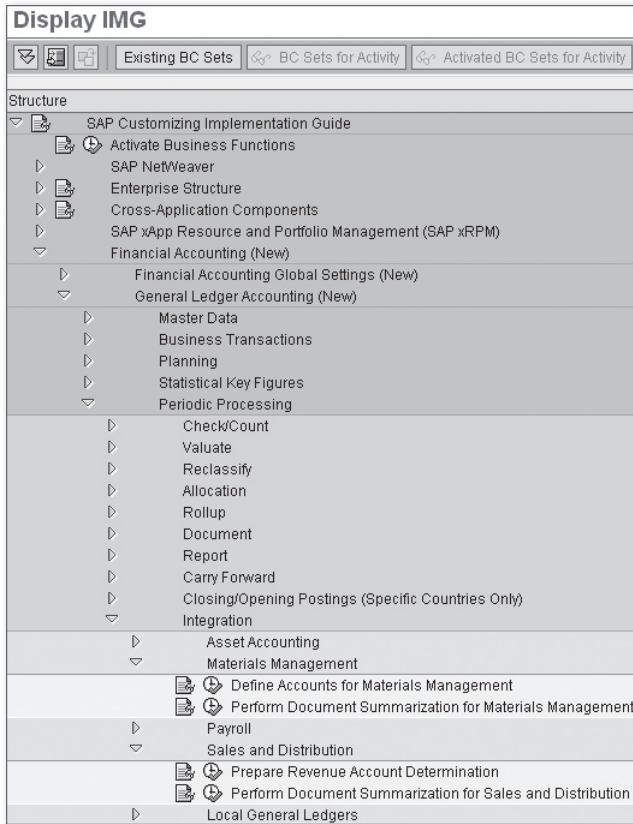 Display IMG
Existing BC Sets BC Sets for Activity Activated BC Sets for Activity
Structure
SAP Customizing Implementation Guide
Activate Business Functions
SAP NetWeaver
Enterprise Structure
Cross-Application Components
SAP xApp Resource and Portfolio Management (SAP xRPM)
Financial Accounting (New)
Financial Accounting Global Settings (New)
General Ledger Accounting (New)
Master Data
Business Transactions
Planning
Statistical Key Figures
Periodic Processing
Check/Count
Valuate
Reclassify
Allocation
Rollup
Document
Report
Carry Forward
Closing/Opening Postings (Specific Countries Only)
Integration
Asset Accounting
Materials Management
Define Accounts for Materials Management
Perform Document Summarization for Materials Management
Payroll
Sales and Distribution
Prepare Revenue Account Determination
Perform Document Summarization for Sales and Distribution
Local General Ledgers